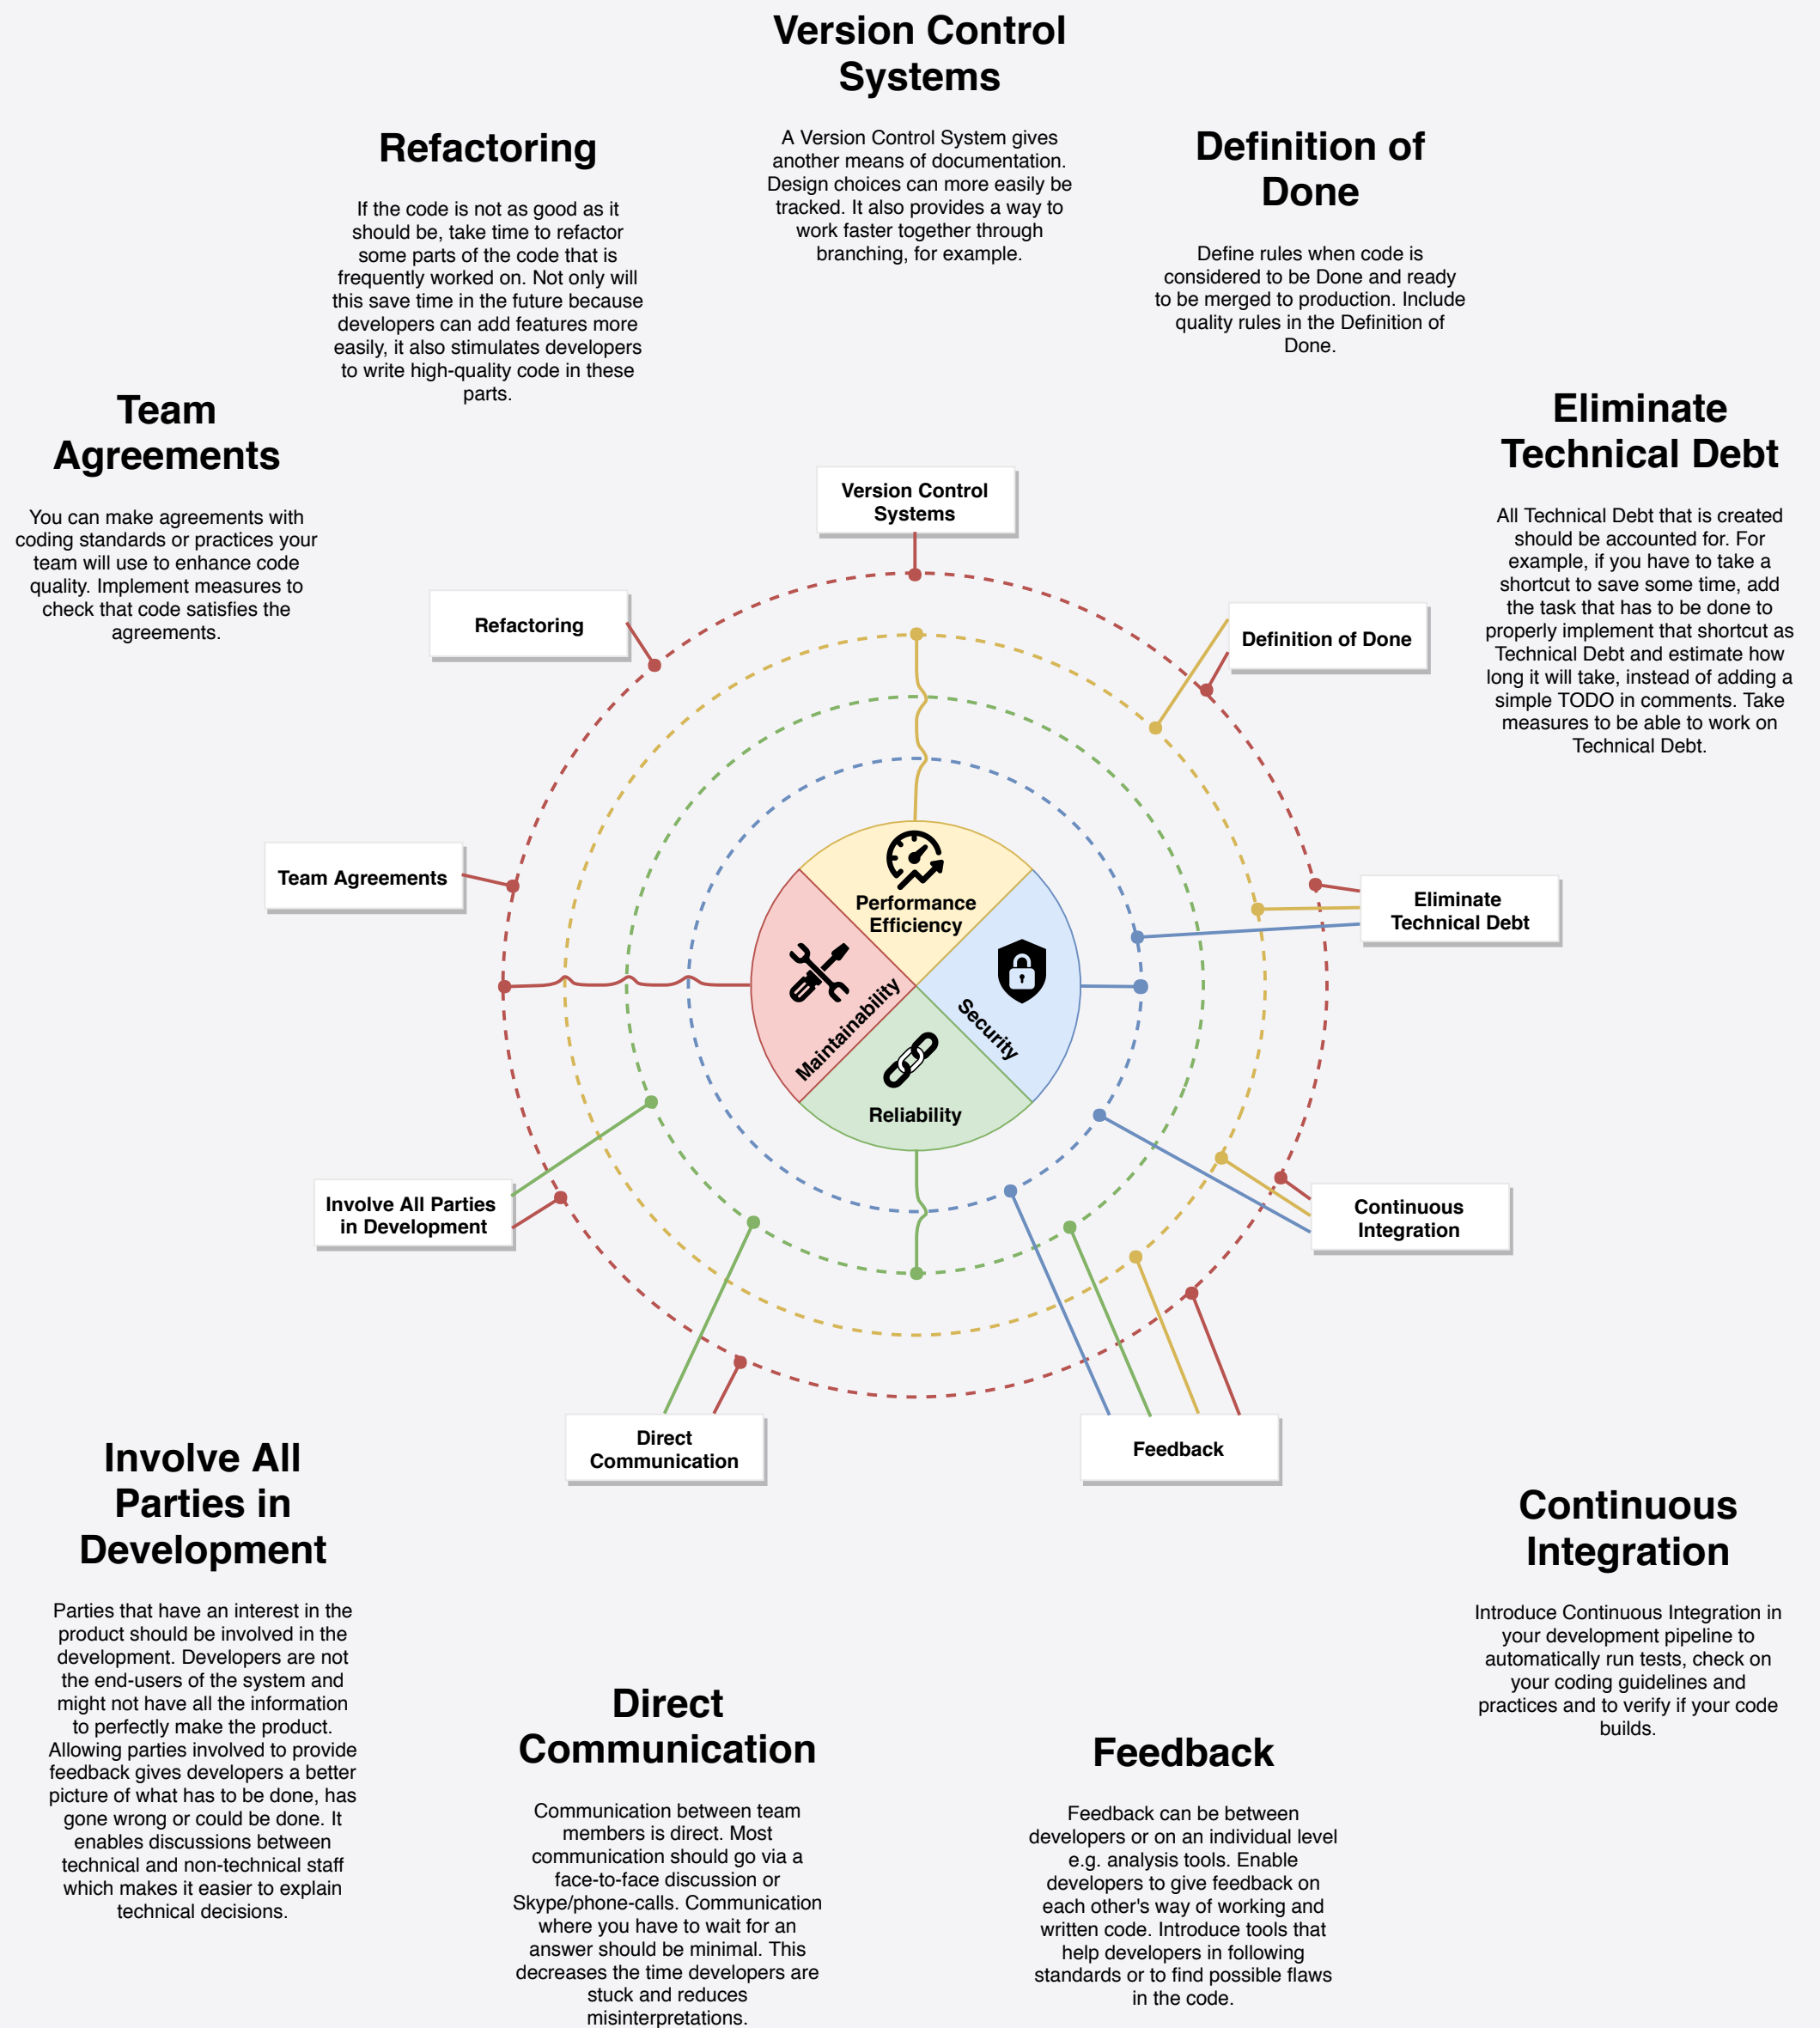 Version Control
Systems
A Version Control System gives
another means of documentation.
Design choices can more easily be
tracked. It also provides a way to
work faster together through
branching, for example.
Refactoring
If the code is not as good as it
should be, take time to refactor
some parts of the code that is
frequently worked on. Not only will
this save time in the future because
developers can add features more
easily, it also stimulates developers
to write high-quality code in these
parts.
Definition of
Done
Define rules when code is
considered to be Done and ready
to be merged to production. Include
quality rules in the Definition of
Done.
Team
Agreements
You can make agreements with
coding standards or practices your
team will use to enhance code
quality. Implement measures to
check that code satisfies the
agreements.
Eliminate
Technical Debt
All Technical Debt that is created
should be accounted for. For
example, if you have to take a
shortcut to save some time, add
the task that has to be done to
properly implement that shortcut as
Technical Debt and estimate how
long it will take, instead of adding a
simple TODO in comments. Take
measures to be able to work on
Technical Debt.
Version Control
Systems
Refactoring
Definition of Done
Team Agreements
Eliminate
Technical Debt
Performance
Efficiency
Maintainability
Security
Reliability
Involve All Parties
in Development
Continuous
Integration
Direct
Communication
Feedback
Involve All
Parties in
Development
Parties that have an interest in the
product should be involved in the
development. Developers are not
the end-users of the system and
might not have all the information
to perfectly make the product.
Allowing parties involved to provide
feedback gives developers a better
picture of what has to be done, has
gone wrong or could be done. It
enables discussions between
technical and non-technical staff
which makes it easier to explain
technical decisions.
Direct
Communication
Communication between team
members is direct. Most
communication should go via a
face-to-face discussion or
Skype/phone-calls. Communication
where you have to wait for an
answer should be minimal. This
decreases the time developers are
stuck and reduces
misinterpretations.
Feedback
Feedback can be between
developers or on an individual level
e.g. analysis tools. Enable
developers to give feedback on
each other's way of working and
written code. Introduce tools that
help developers in following
standards or to find possible flaws
in the code.
Continuous
Integration
Introduce Continuous Integration in
your development pipeline to
automatically run tests, check on
your coding guidelines and
practices and to verify if your code
builds.